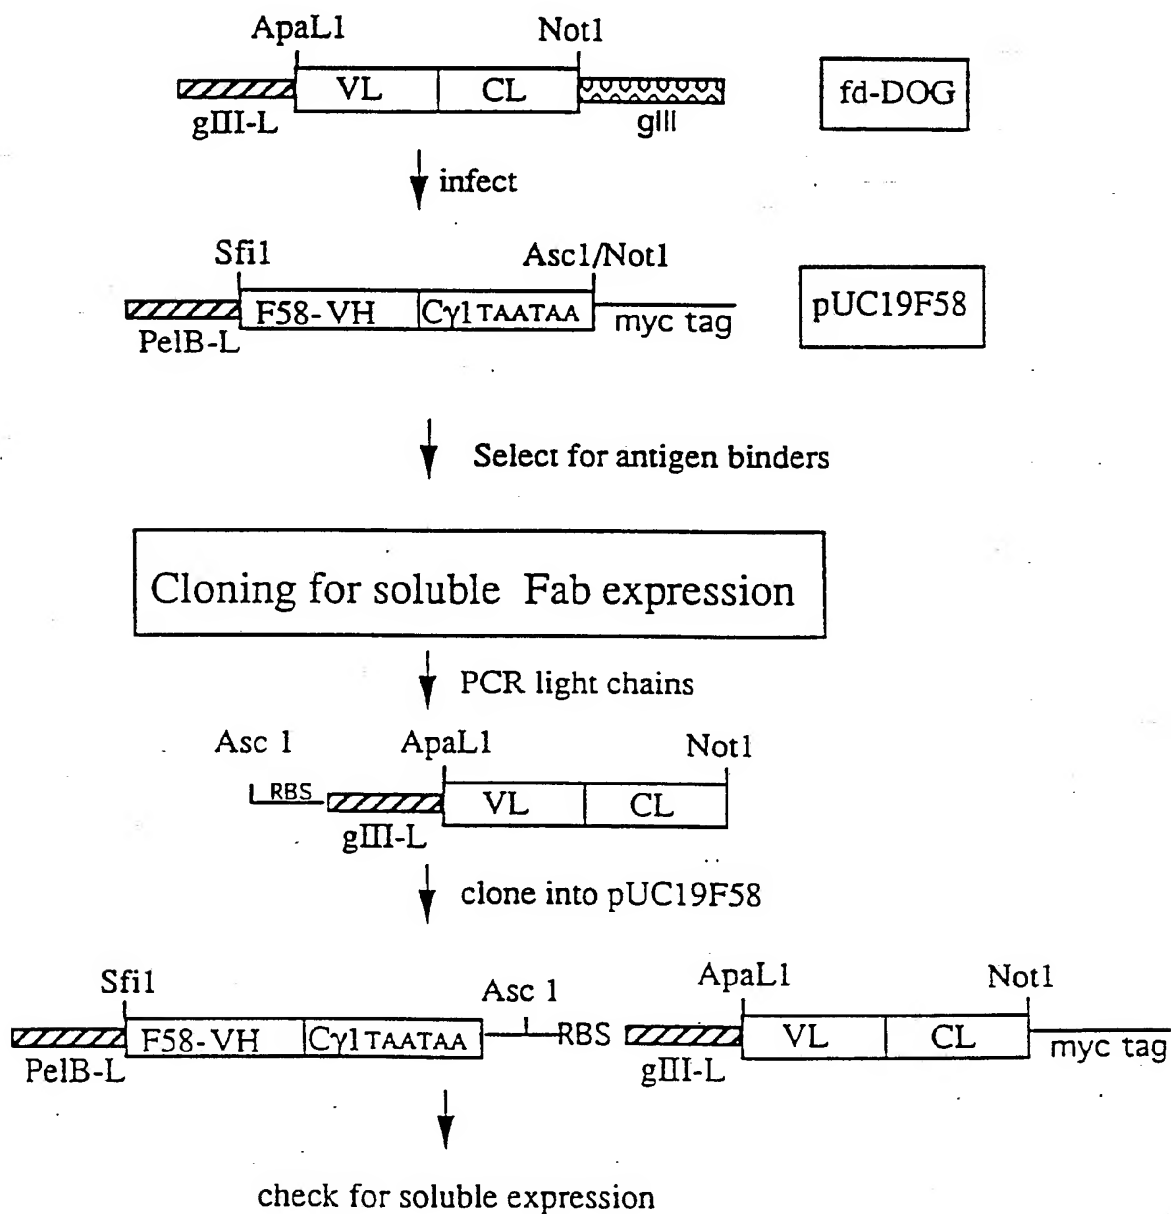 ApaL1 Not1
VL CL fd-DOG
gIII-L gIII
infect
Sfi1 Asc1/Not1
F58-VH Cγ1 TAATAA pUC19F58
PelB-L myc tag
Select for antigen binders
Cloning for soluble Fab expression
PCR light chains
Asc 1 ApaL1 Not1
RBS VL CL
gIII-L
clone into pUC19F58
Sfi1 Asc 1 ApaL1 Not1
F58-VH Cγ1 TAATAA RBS VL CL
PelB-L gIII-L myc tag
check for soluble expression